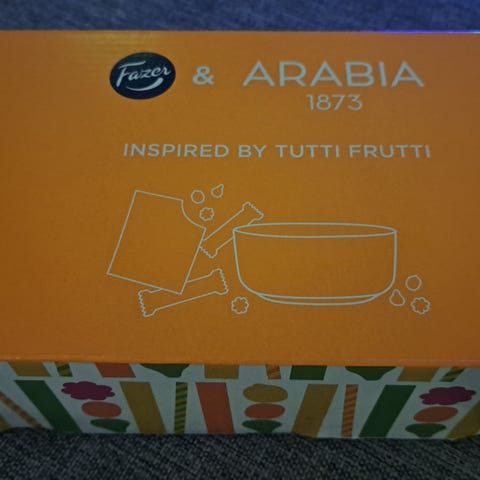 Fazer & ARABIA
1873
INSPIRED BY TUTTI FRUTTI